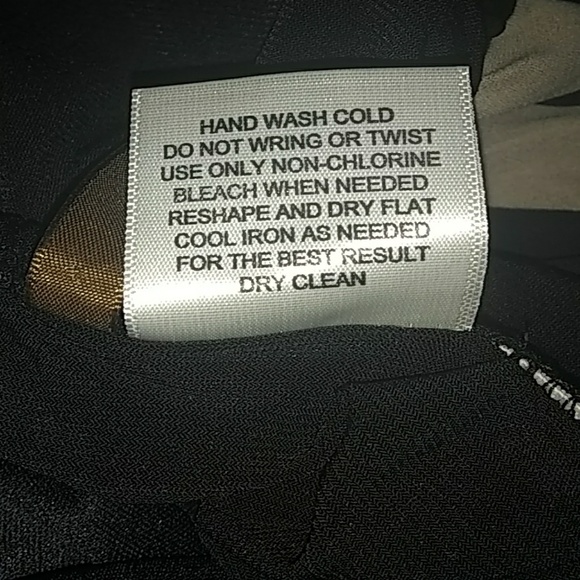 HAND WASH COLD
DO NOT WRING OR TWIST
USE ONLY NON-CHLORINE
BLEACH WHEN NEEDED
RESHAPE AND DRY FLAT
COOL IRON AS NEEDED
FOR THE BEST RESULT
DRY CLEAN